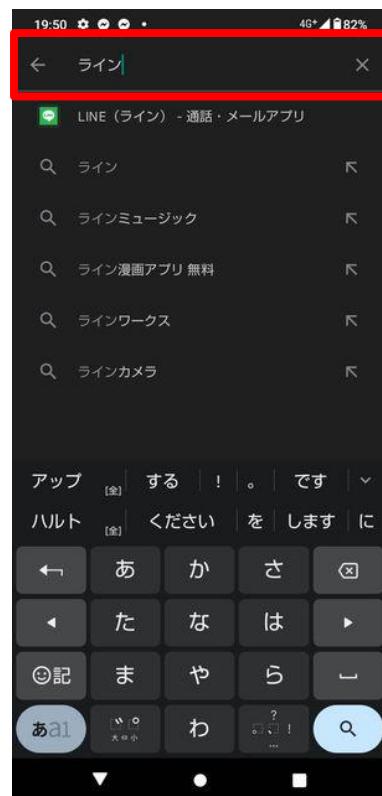 19:50 4G+ 82%
ライン
LINE（ライン） - 通話・メールアプリ
ライン
ラインミュージック
ライン漫画アプリ 無料
ラインワークス
ラインカメラ
アップ [全] する ! 。 です
ハルト [全] ください を します に
あ か さ
た な は
ま や ら
記
あa1 大⇔小 わ 。、?!…